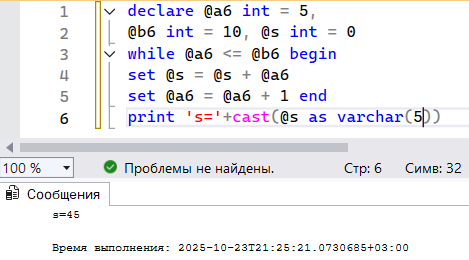 1 declare @a6 int = 5,
2 @b6 int = 10, @s int = 0
3 while @a6 <= @b6 begin
4 set @s = @s + @a6
5 set @a6 = @a6 + 1 end
6 print 's='+cast(@s as varchar(5))
100 % Проблемы не найдены. Стр: 6 Симв: 32
Сообщения
s=45
Время выполнения: 2025-10-23T21:25:21.0730685+03:00